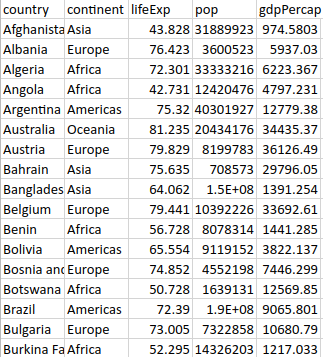 country continent lifeExp pop gdpPercap
Afghanista Asia 43.828 31889923 974.5803
Albania Europe 76.423 3600523 5937.03
Algeria Africa 72.301 33333216 6223.367
Angola Africa 42.731 12420476 4797.231
Argentina Americas 75.32 40301927 12779.38
Australia Oceania 81.235 20434176 34435.37
Austria Europe 79.829 8199783 36126.49
Bahrain Asia 75.635 708573 29796.05
Banglades Asia 64.062 1.5E+08 1391.254
Belgium Europe 79.441 10392226 33692.61
Benin Africa 56.728 8078314 1441.285
Bolivia Americas 65.554 9119152 3822.137
Bosnia and Europe 74.852 4552198 7446.299
Botswana Africa 50.728 1639131 12569.85
Brazil Americas 72.39 1.9E+08 9065.801
Bulgaria Europe 73.005 7322858 10680.79
Burkina Fa Africa 52.295 14326203 1217.033